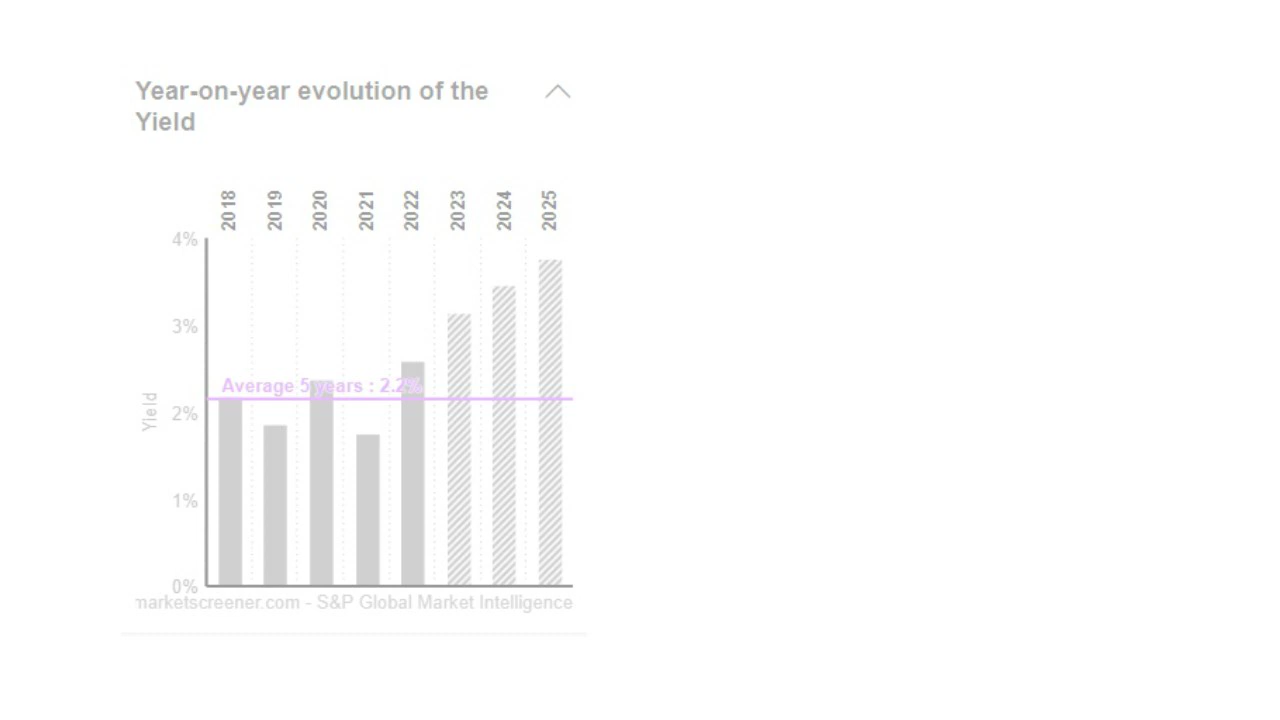 Year-on-year evolution of the
Yield
2018
2019
2020
2021
2022
2023
2024
2025
4%
3%
Average 5 years : 2.2%
Yield
2%
1%
0%
marketscreener.com - S&P Global Market Intelligence